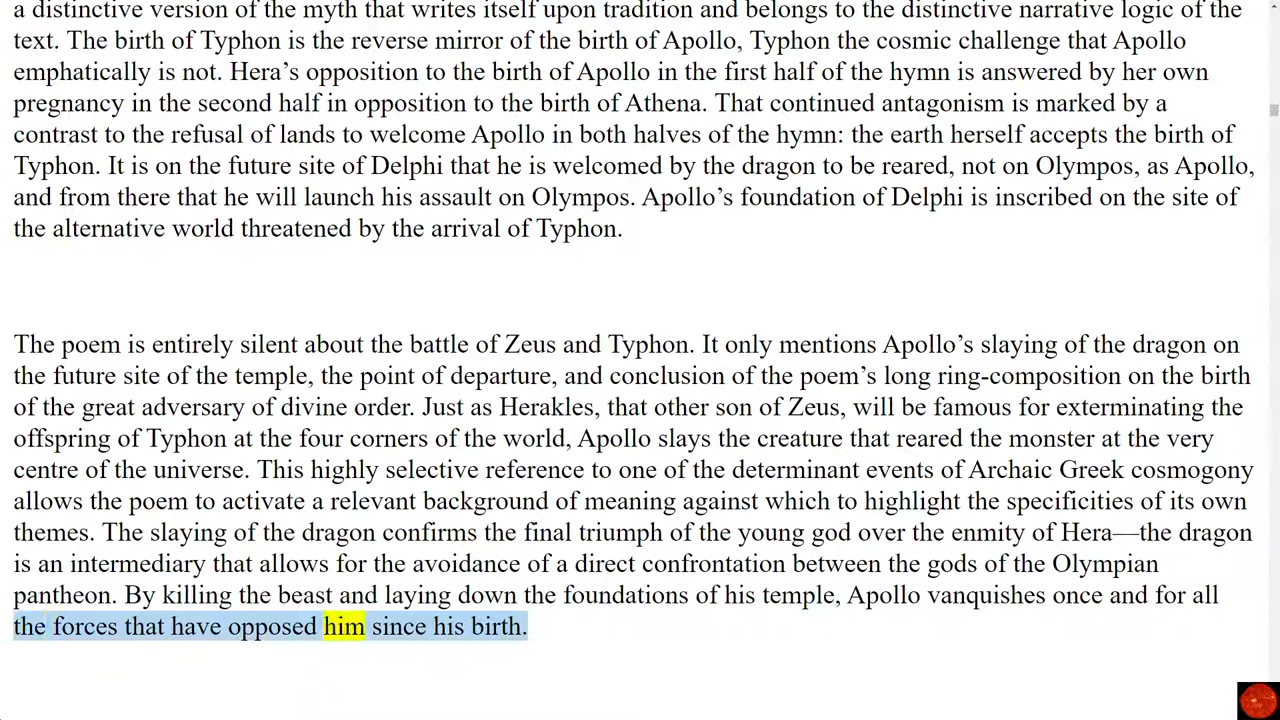 a distinctive version of the myth that writes itself upon tradition and belongs to the distinctive narrative logic of the
text. The birth of Typhon is the reverse mirror of the birth of Apollo, Typhon the cosmic challenge that Apollo
emphatically is not. Hera’s opposition to the birth of Apollo in the first half of the hymn is answered by her own
pregnancy in the second half in opposition to the birth of Athena. That continued antagonism is marked by a
contrast to the refusal of lands to welcome Apollo in both halves of the hymn: the earth herself accepts the birth of
Typhon. It is on the future site of Delphi that he is welcomed by the dragon to be reared, not on Olympos, as Apollo,
and from there that he will launch his assault on Olympos. Apollo’s foundation of Delphi is inscribed on the site of
the alternative world threatened by the arrival of Typhon.
The poem is entirely silent about the battle of Zeus and Typhon. It only mentions Apollo’s slaying of the dragon on
the future site of the temple, the point of departure, and conclusion of the poem’s long ring-composition on the birth
of the great adversary of divine order. Just as Herakles, that other son of Zeus, will be famous for exterminating the
offspring of Typhon at the four corners of the world, Apollo slays the creature that reared the monster at the very
centre of the universe. This highly selective reference to one of the determinant events of Archaic Greek cosmogony
allows the poem to activate a relevant background of meaning against which to highlight the specificities of its own
themes. The slaying of the dragon confirms the final triumph of the young god over the enmity of Hera—the dragon
is an intermediary that allows for the avoidance of a direct confrontation between the gods of the Olympian
pantheon. By killing the beast and laying down the foundations of his temple, Apollo vanquishes once and for all
the forces that have opposed him since his birth.